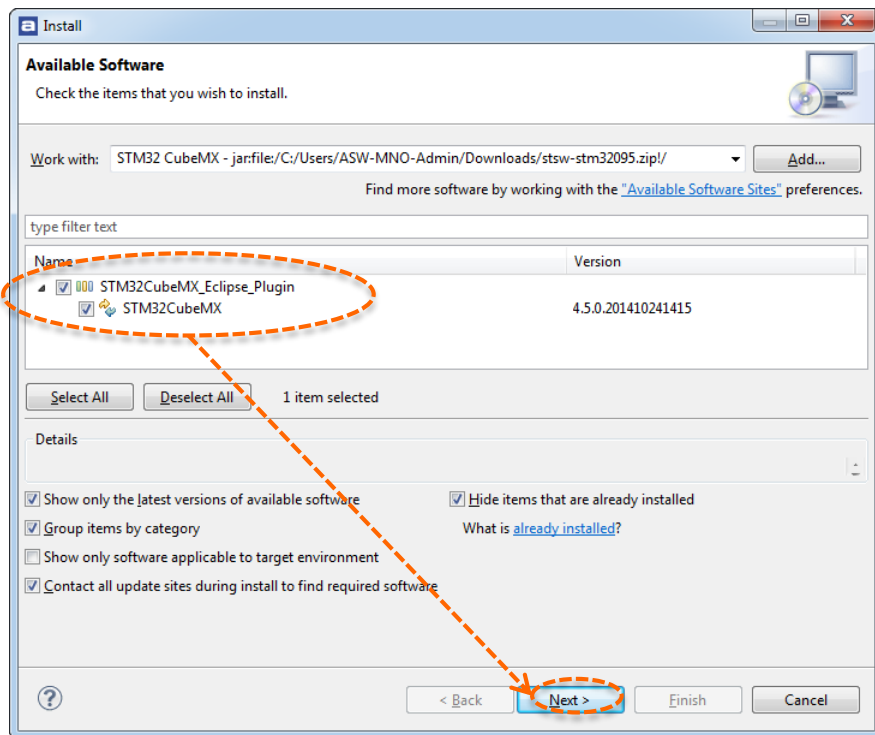 a Install
Available Software
Check the items that you wish to install.
Work with: STM32 CubeMX - jar:file:/C:/Users/ASW-MNO-Admin/Downloads/stsw-stm32095.zip!/ Add...
Find more software by working with the "Available Software Sites" preferences.
type filter text
Name Version
STM32CubeMX_Eclipse_Plugin
STM32CubeMX 4.5.0.201410241415
Select All Deselect All 1 item selected
Details
Show only the latest versions of available software Hide items that are already installed
Group items by category What is already installed?
Show only software applicable to target environment
Contact all update sites during install to find required software
? < Back Next > Finish Cancel